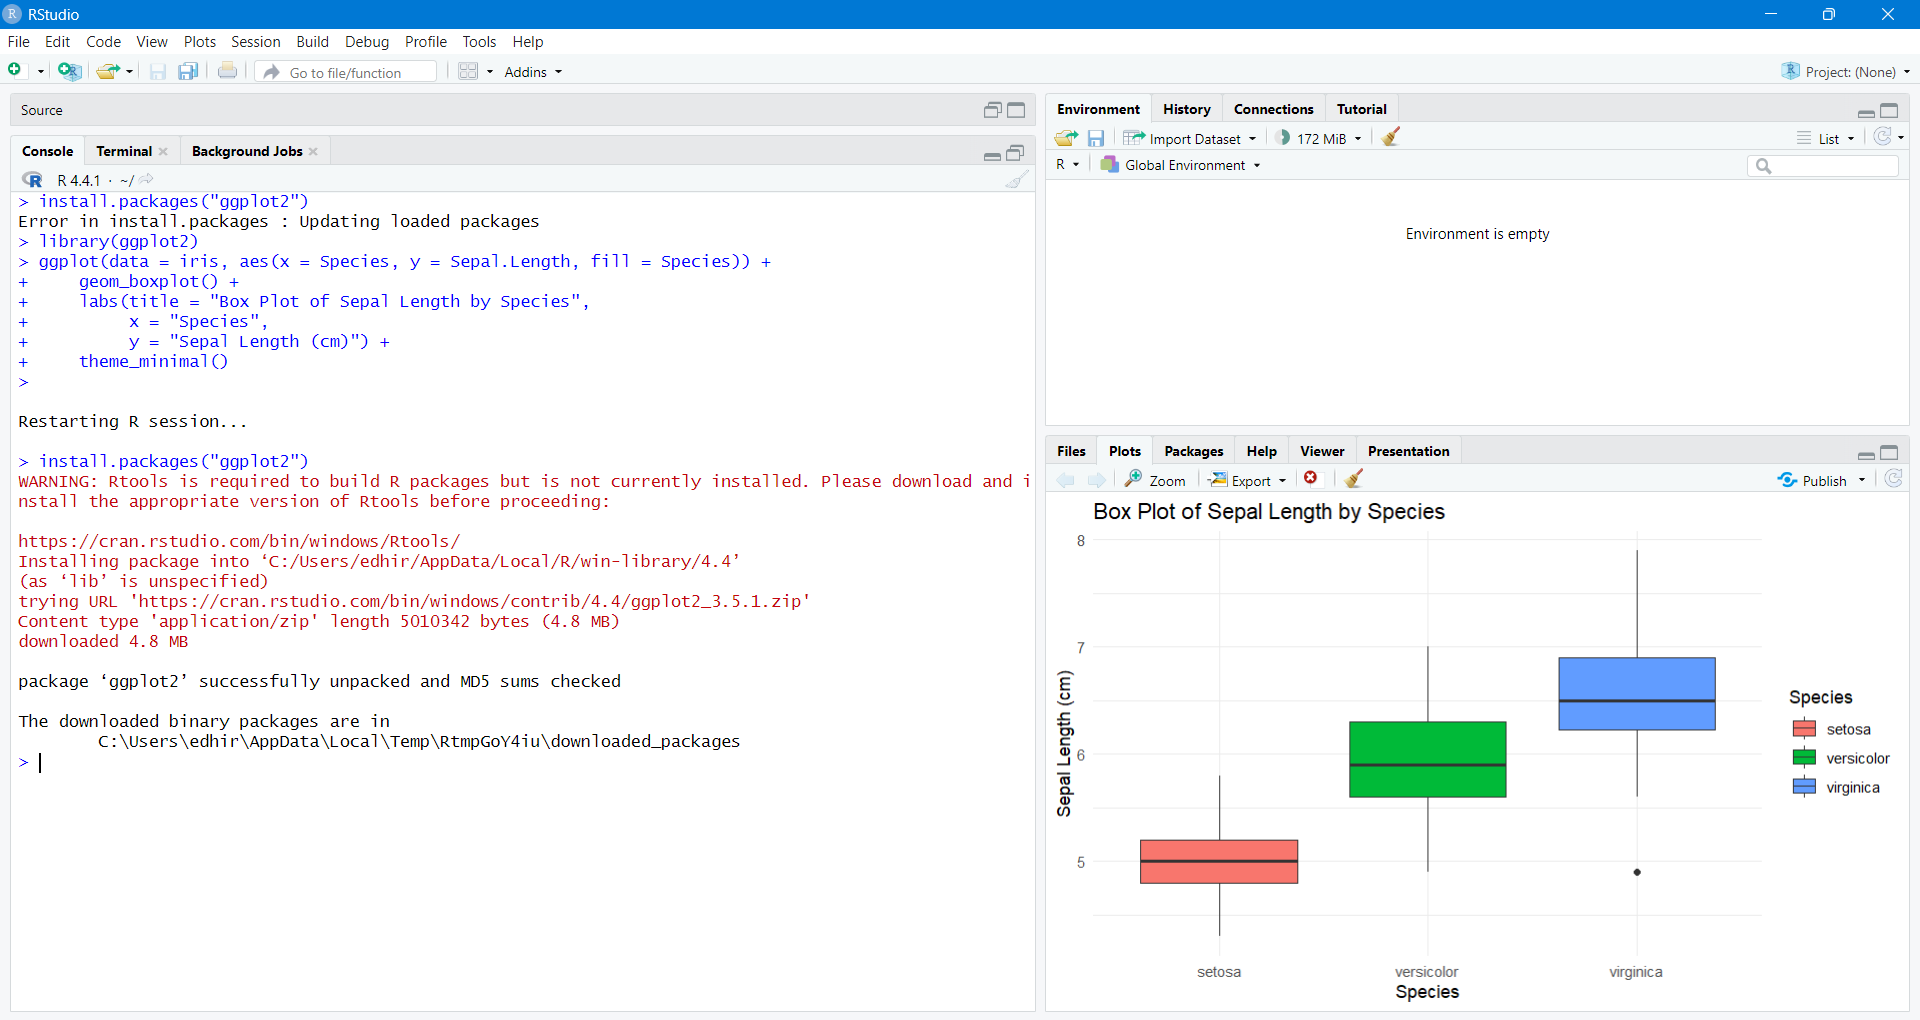 RStudio
File Edit Code View Plots Session Build Debug Profile Tools Help
Go to file/function Addins Project: (None)
Source
Console Terminal Background Jobs
R 4.4.1 · ~/
> install.packages("ggplot2")
Error in install.packages : Updating loaded packages
> library(ggplot2)
> ggplot(data = iris, aes(x = Species, y = Sepal.Length, fill = Species)) +
+     geom_boxplot() +
+     labs(title = "Box Plot of Sepal Length by Species",
+          x = "Species",
+          y = "Sepal Length (cm)") +
+     theme_minimal()
>
Restarting R session...
> install.packages("ggplot2")
WARNING: Rtools is required to build R packages but is not currently installed. Please download and i
nstall the appropriate version of Rtools before proceeding:
https://cran.rstudio.com/bin/windows/Rtools/
Installing package into ‘C:/Users/edhir/AppData/Local/R/win-library/4.4’
(as ‘lib’ is unspecified)
trying URL 'https://cran.rstudio.com/bin/windows/contrib/4.4/ggplot2_3.5.1.zip'
Content type 'application/zip' length 5010342 bytes (4.8 MB)
downloaded 4.8 MB
package ‘ggplot2’ successfully unpacked and MD5 sums checked
The downloaded binary packages are in
        C:\Users\edhir\AppData\Local\Temp\RtmpGoY4iu\downloaded_packages
>
Environment History Connections Tutorial
Import Dataset 172 MiB List
R Global Environment
Environment is empty
Files Plots Packages Help Viewer Presentation
Zoom Export Publish
Box Plot of Sepal Length by Species
8
7
6
5
Sepal Length (cm)
setosa versicolor virginica
Species
Species
setosa
versicolor
virginica